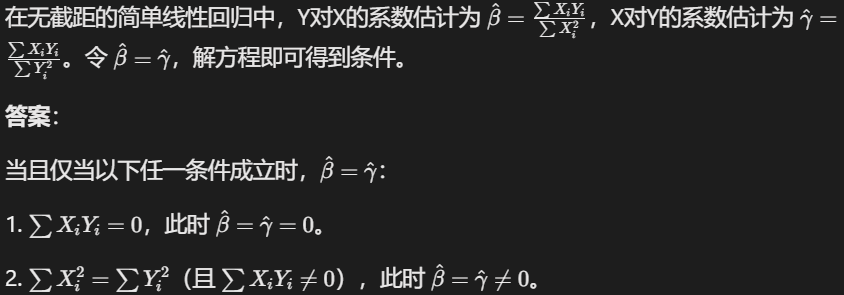 在无截距的简单线性回归中，Y对X的系数估计为 $\hat{\beta} = \frac{\sum X_i Y_i}{\sum X_i^2}$，X对Y的系数估计为 $\hat{\gamma} =$
$\frac{\sum X_i Y_i}{\sum Y_i^2}$。令 $\hat{\beta} = \hat{\gamma}$，解方程即可得到条件。
答案：
当且仅当以下任一条件成立时，$\hat{\beta} = \hat{\gamma}$：
1. $\sum X_i Y_i = 0$，此时 $\hat{\beta} = \hat{\gamma} = 0$。
2. $\sum X_i^2 = \sum Y_i^2$（且 $\sum X_i Y_i \neq 0$），此时 $\hat{\beta} = \hat{\gamma} \neq 0$。